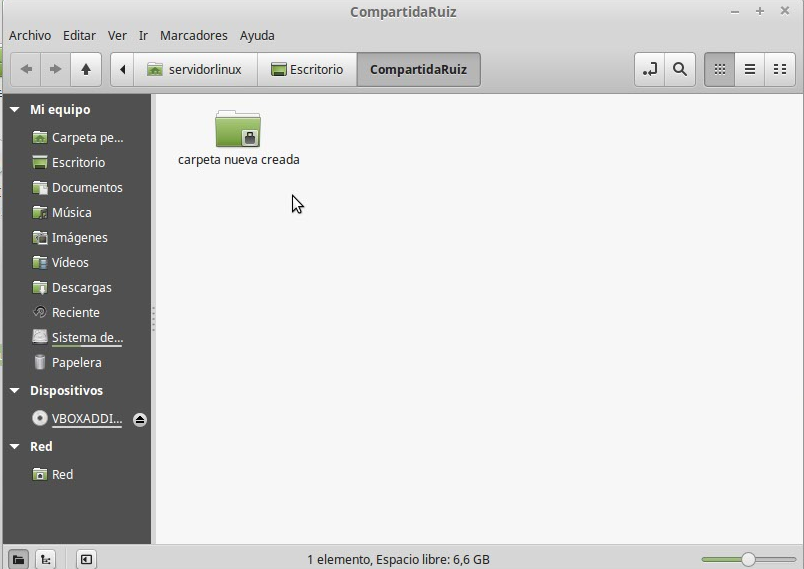 CompartidaRuiz
Archivo Editar Ver Ir Marcadores Ayuda
servidorlinux Escritorio CompartidaRuiz
Mi equipo
Carpeta pe...
Escritorio
Documentos
Música
Imágenes
Vídeos
Descargas
Reciente
Sistema de...
Papelera
Dispositivos
VBOXADDI...
Red
Red
carpeta nueva creada
1 elemento, Espacio libre: 6,6 GB